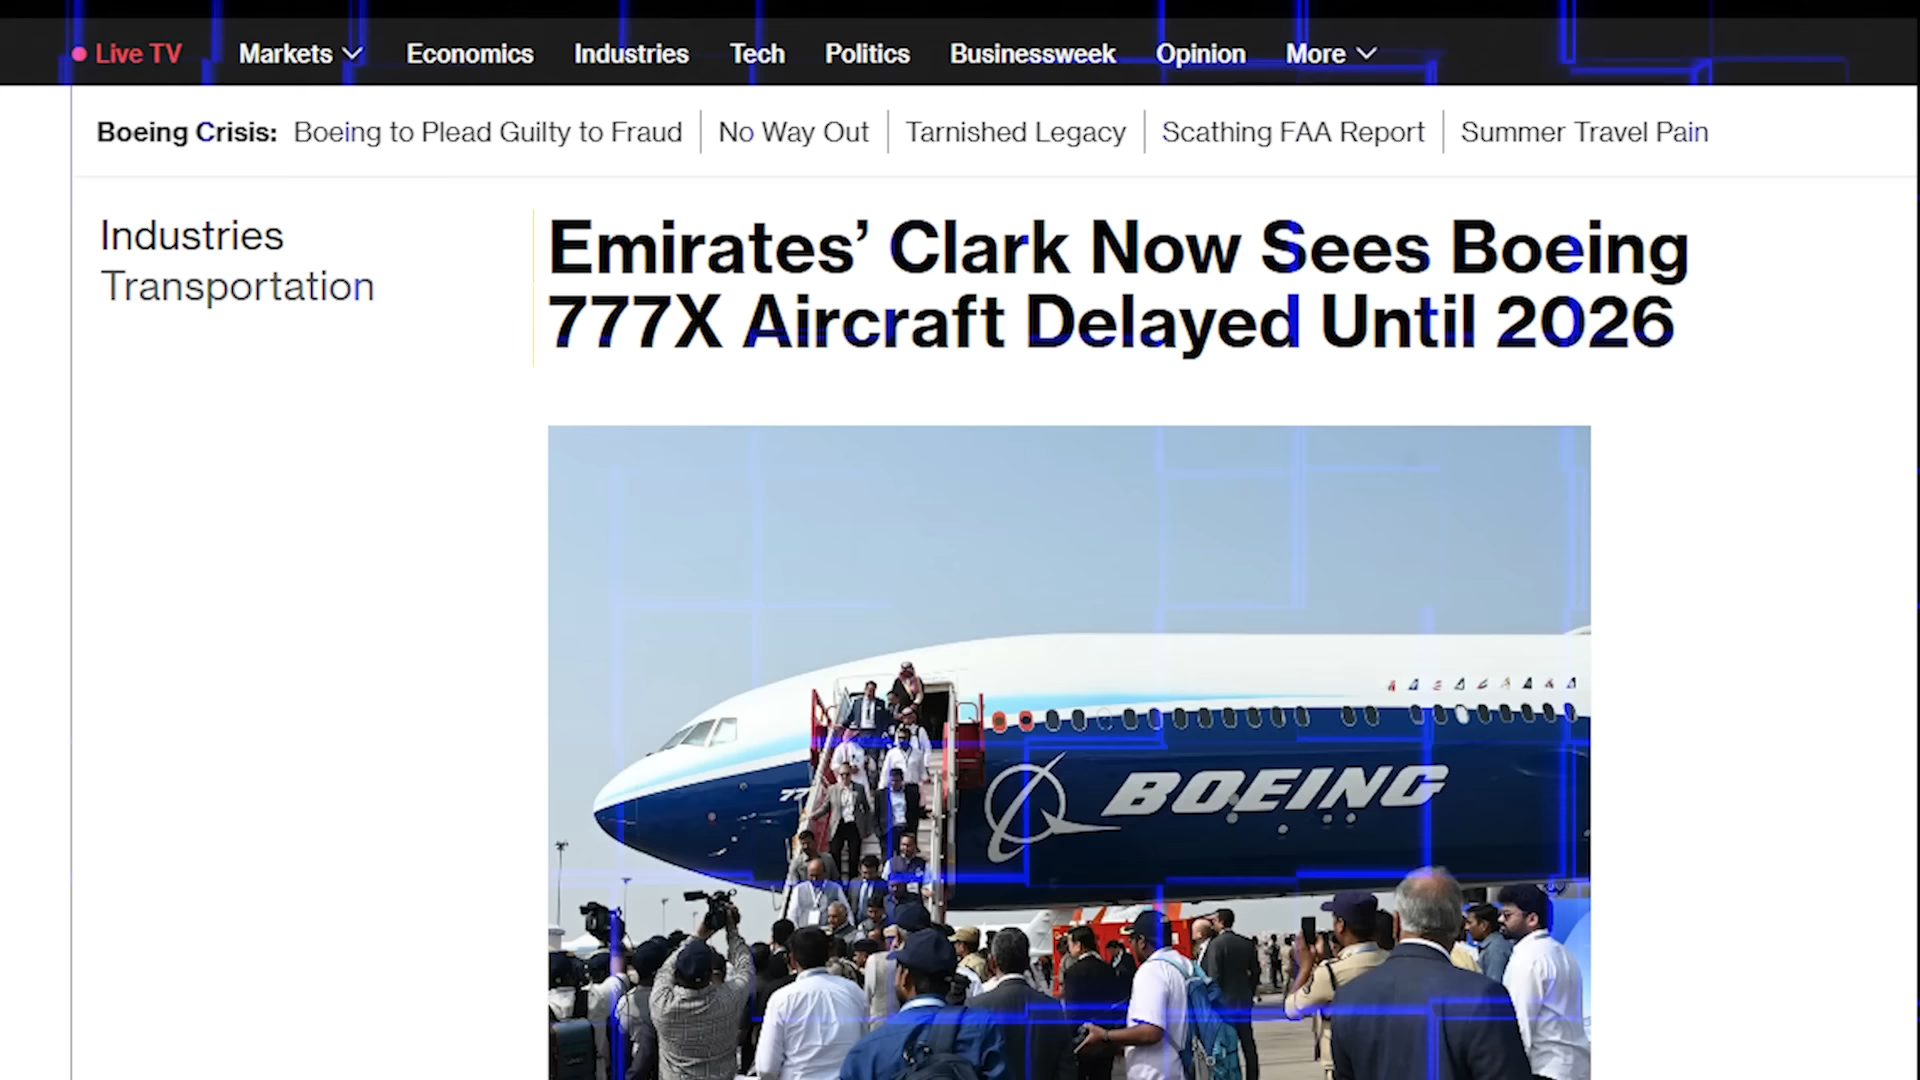 Live TV
Markets
Economics
Industries
Tech
Politics
Businessweek
Opinion
More
Boeing Crisis:
Boeing to Plead Guilty to Fraud
No Way Out
Tarnished Legacy
Scathing FAA Report
Summer Travel Pain
Industries
Transportation
Emirates’ Clark Now Sees Boeing
777X Aircraft Delayed Until 2026
BOEING